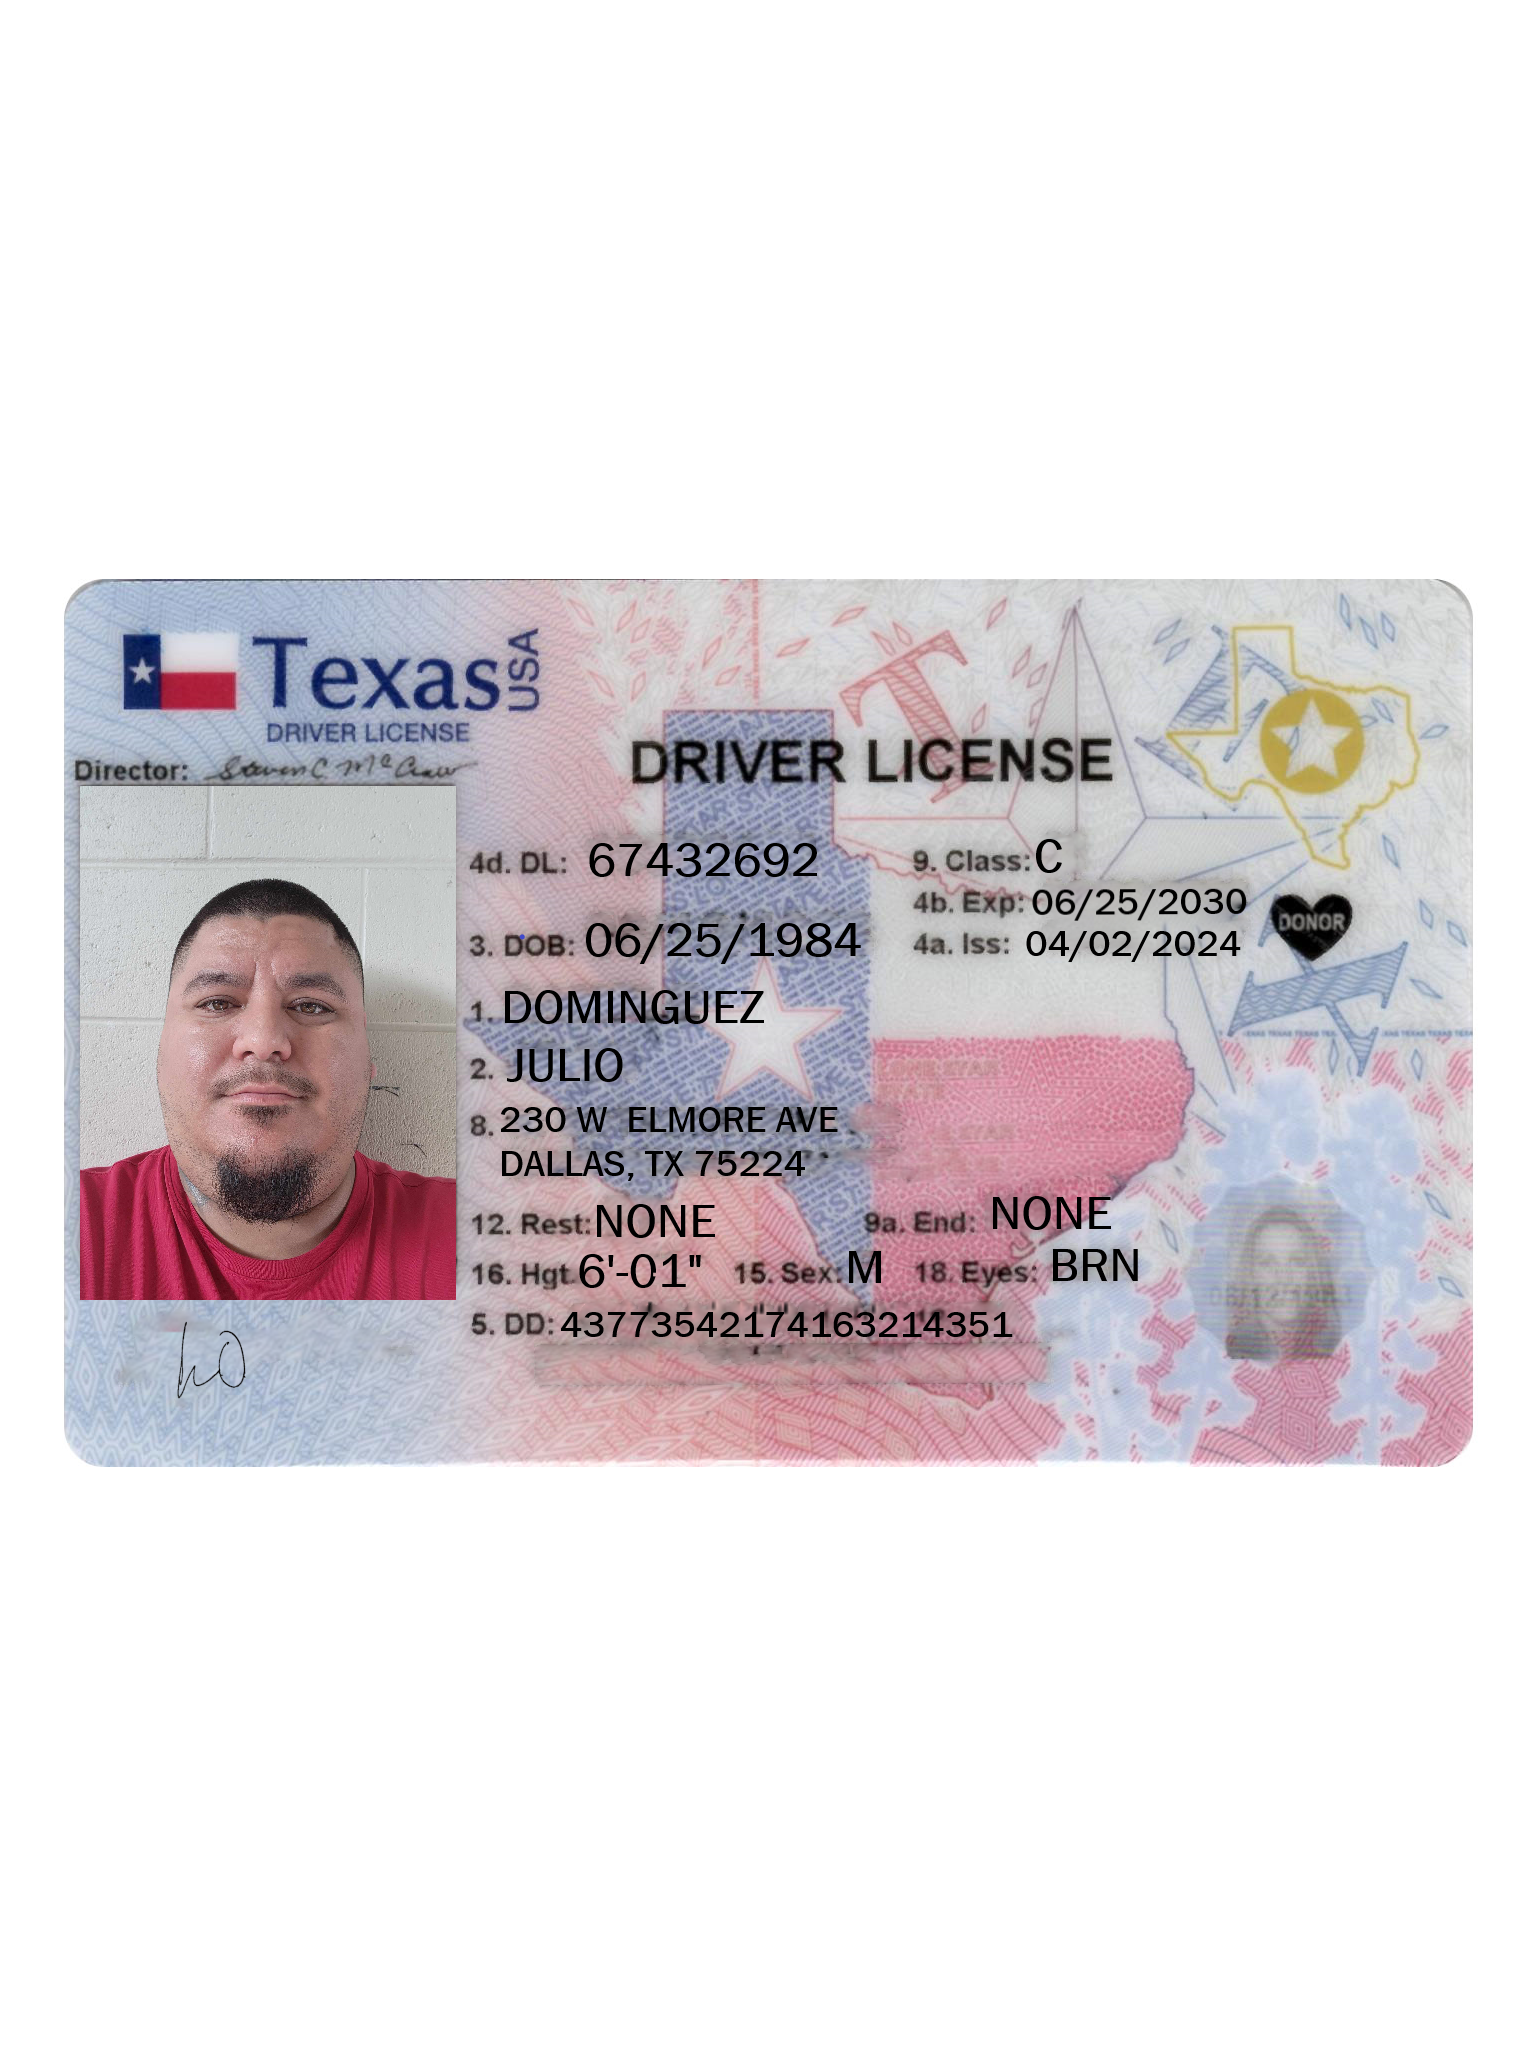 Texas USA
DRIVER LICENSE
Director: Steven C McCraw
DRIVER LICENSE
DONOR
4d. DL: 67432692
9. Class: C
4b. Exp: 06/25/2030
3. DOB: 06/25/1984
4a. Iss: 04/02/2024
1. DOMINGUEZ
2. JULIO
8. 230 W ELMORE AVE
DALLAS, TX 75224
12. Rest: NONE
9a. End: NONE
16. Hgt. 6'-01"
15. Sex: M
18. Eyes: BRN
5. DD: 43773542174163214351